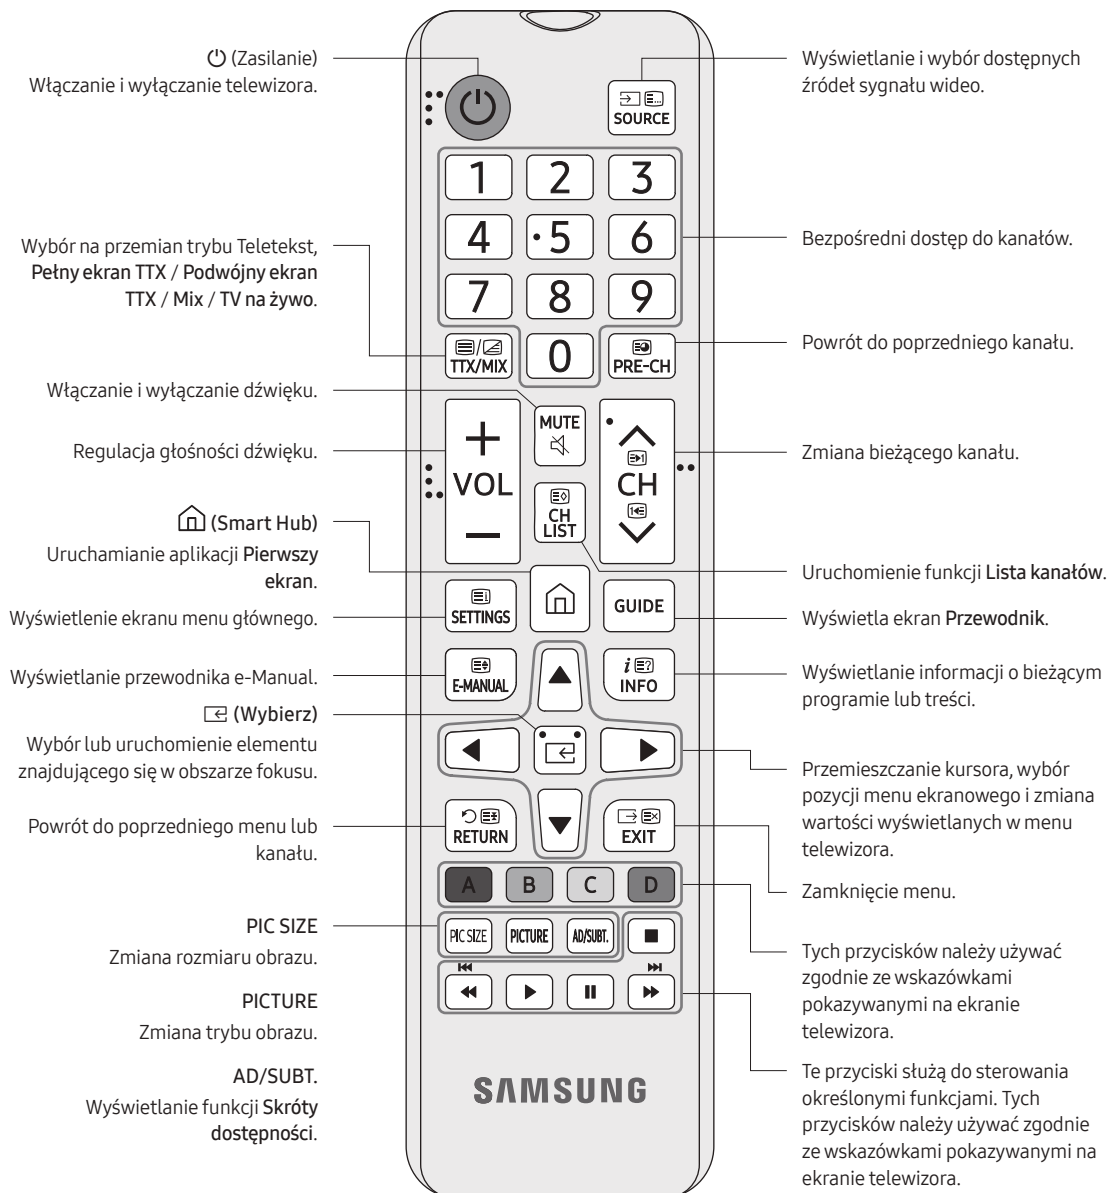 (Zasilanie)
Włączanie i wyłączanie telewizora.
Wybór na przemian trybu Teletekst,
Pełny ekran TTX / Podwójny ekran
TTX / Mix / TV na żywo.
Włączanie i wyłączanie dźwięku.
Regulacja głośności dźwięku.
(Smart Hub)
Uruchamianie aplikacji Pierwszy
ekran.
Wyświetlenie ekranu menu głównego.
Wyświetlanie przewodnika e-Manual.
(Wybierz)
Wybór lub uruchomienie elementu
znajdującego się w obszarze fokusu.
Powrót do poprzedniego menu lub
kanału.
PIC SIZE
Zmiana rozmiaru obrazu.
PICTURE
Zmiana trybu obrazu.
AD/SUBT.
Wyświetlanie funkcji Skróty
dostępności.
SOURCE
1 2 3
4 5 6
7 8 9
TTX/MIX 0 PRE-CH
MUTE
VOL CH
CH
LIST
SETTINGS GUIDE
E-MANUAL INFO
RETURN EXIT
A B C D
PIC SIZE PICTURE AD/SUBT.
SAMSUNG
Wyświetlanie i wybór dostępnych
źródeł sygnału wideo.
Bezpośredni dostęp do kanałów.
Powrót do poprzedniego kanału.
Zmiana bieżącego kanału.
Uruchomienie funkcji Lista kanałów.
Wyświetla ekran Przewodnik.
Wyświetlanie informacji o bieżącym
programie lub treści.
Przemieszczanie kursora, wybór
pozycji menu ekranowego i zmiana
wartości wyświetlanych w menu
telewizora.
Zamknięcie menu.
Tych przycisków należy używać
zgodnie ze wskazówkami
pokazywanymi na ekranie
telewizora.
Te przyciski służą do sterowania
określonymi funkcjami. Tych
przycisków należy używać zgodnie
ze wskazówkami pokazywanymi na
ekranie telewizora.